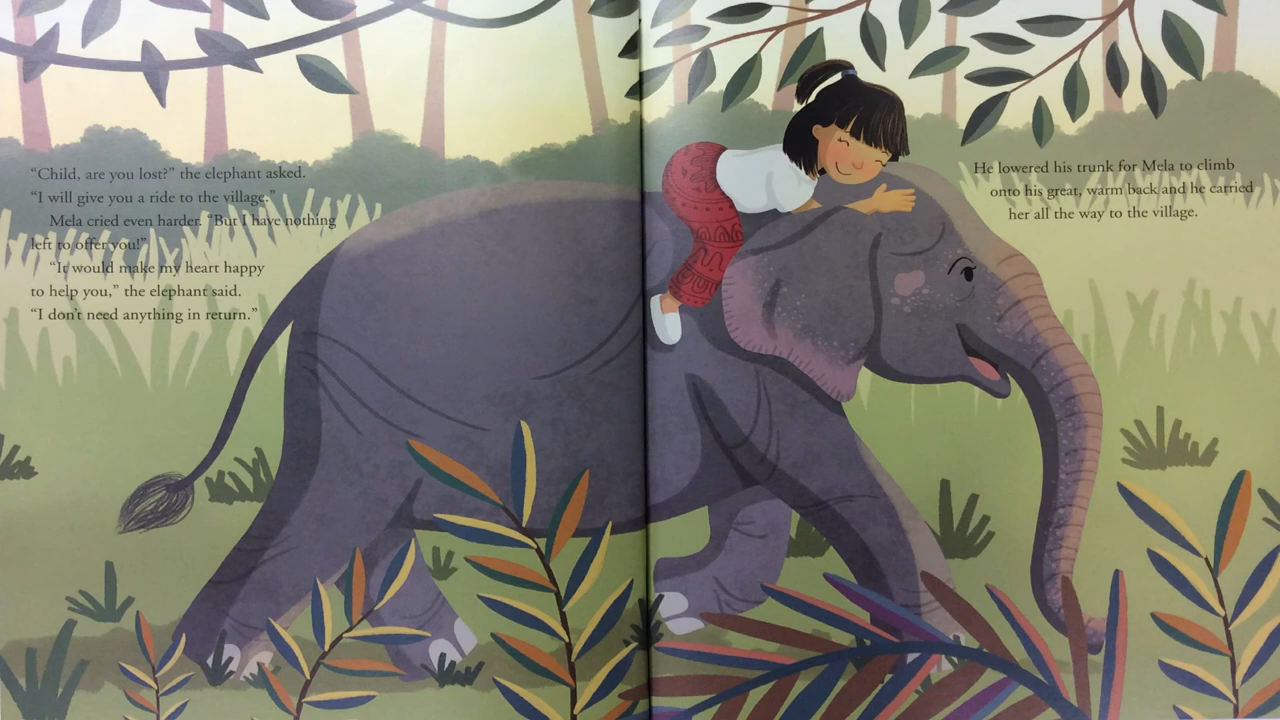 “Child, are you lost?” the elephant asked.
“I will give you a ride to the village.”
Mela cried even harder. “But I have nothing
left to offer you!”
“It would make my heart happy
to help you,” the elephant said.
“I don’t need anything in return.”
He lowered his trunk for Mela to climb
onto his great, warm back and he carried
her all the way to the village.